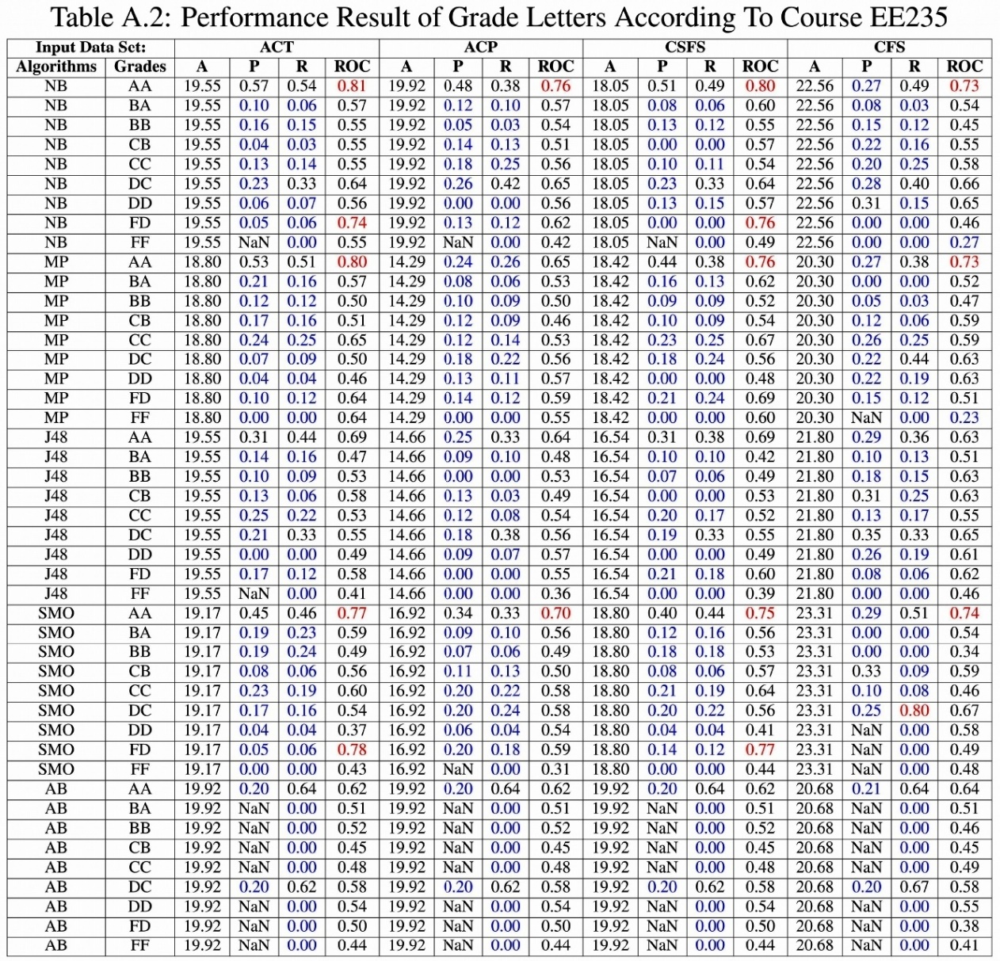 Table A.2: Performance Result of Grade Letters According To Course EE235
Input Data Set: ACT ACP CSFS CFS
Algorithms Grades A P R ROC A P R ROC A P R ROC A P R ROC
NB AA 19.55 0.57 0.54 0.81 19.92 0.48 0.38 0.76 18.05 0.51 0.49 0.80 22.56 0.27 0.49 0.73
NB BA 19.55 0.10 0.06 0.57 19.92 0.12 0.10 0.57 18.05 0.08 0.06 0.60 22.56 0.08 0.03 0.54
NB BB 19.55 0.16 0.15 0.55 19.92 0.05 0.03 0.54 18.05 0.13 0.12 0.55 22.56 0.15 0.12 0.45
NB CB 19.55 0.04 0.03 0.55 19.92 0.14 0.13 0.51 18.05 0.00 0.00 0.57 22.56 0.22 0.16 0.55
NB CC 19.55 0.13 0.14 0.55 19.92 0.18 0.25 0.56 18.05 0.10 0.11 0.54 22.56 0.20 0.25 0.58
NB DC 19.55 0.23 0.33 0.64 19.92 0.26 0.42 0.65 18.05 0.23 0.33 0.64 22.56 0.28 0.40 0.66
NB DD 19.55 0.06 0.07 0.56 19.92 0.00 0.00 0.56 18.05 0.13 0.15 0.57 22.56 0.31 0.15 0.65
NB FD 19.55 0.05 0.06 0.74 19.92 0.13 0.12 0.62 18.05 0.00 0.00 0.76 22.56 0.00 0.00 0.46
NB FF 19.55 NaN 0.00 0.55 19.92 NaN 0.00 0.42 18.05 NaN 0.00 0.49 22.56 0.00 0.00 0.27
MP AA 18.80 0.53 0.51 0.80 14.29 0.24 0.26 0.65 18.42 0.44 0.38 0.76 20.30 0.27 0.38 0.73
MP BA 18.80 0.21 0.16 0.57 14.29 0.08 0.06 0.53 18.42 0.16 0.13 0.62 20.30 0.00 0.00 0.52
MP BB 18.80 0.12 0.12 0.50 14.29 0.10 0.09 0.50 18.42 0.09 0.09 0.52 20.30 0.05 0.03 0.47
MP CB 18.80 0.17 0.16 0.51 14.29 0.12 0.09 0.46 18.42 0.10 0.09 0.54 20.30 0.12 0.06 0.59
MP CC 18.80 0.24 0.25 0.65 14.29 0.12 0.14 0.53 18.42 0.23 0.25 0.67 20.30 0.26 0.25 0.59
MP DC 18.80 0.07 0.09 0.50 14.29 0.18 0.22 0.56 18.42 0.18 0.24 0.56 20.30 0.22 0.44 0.63
MP DD 18.80 0.04 0.04 0.46 14.29 0.13 0.11 0.57 18.42 0.00 0.00 0.48 20.30 0.22 0.19 0.63
MP FD 18.80 0.10 0.12 0.64 14.29 0.14 0.12 0.59 18.42 0.21 0.24 0.69 20.30 0.15 0.12 0.51
MP FF 18.80 0.00 0.00 0.64 14.29 0.00 0.00 0.55 18.42 0.00 0.00 0.60 20.30 NaN 0.00 0.23
J48 AA 19.55 0.31 0.44 0.69 14.66 0.25 0.33 0.64 16.54 0.31 0.38 0.69 21.80 0.29 0.36 0.63
J48 BA 19.55 0.14 0.16 0.47 14.66 0.09 0.10 0.48 16.54 0.10 0.10 0.42 21.80 0.10 0.13 0.51
J48 BB 19.55 0.10 0.09 0.53 14.66 0.00 0.00 0.53 16.54 0.07 0.06 0.49 21.80 0.18 0.15 0.63
J48 CB 19.55 0.13 0.06 0.58 14.66 0.13 0.03 0.49 16.54 0.00 0.00 0.53 21.80 0.31 0.25 0.63
J48 CC 19.55 0.25 0.22 0.53 14.66 0.12 0.08 0.54 16.54 0.20 0.17 0.52 21.80 0.13 0.17 0.55
J48 DC 19.55 0.21 0.33 0.55 14.66 0.18 0.38 0.56 16.54 0.19 0.33 0.55 21.80 0.35 0.33 0.65
J48 DD 19.55 0.00 0.00 0.49 14.66 0.09 0.07 0.57 16.54 0.00 0.00 0.49 21.80 0.26 0.19 0.61
J48 FD 19.55 0.17 0.12 0.58 14.66 0.00 0.00 0.55 16.54 0.21 0.18 0.60 21.80 0.08 0.06 0.62
J48 FF 19.55 NaN 0.00 0.41 14.66 0.00 0.00 0.36 16.54 0.00 0.00 0.39 21.80 0.00 0.00 0.46
SMO AA 19.17 0.45 0.46 0.77 16.92 0.34 0.33 0.70 18.80 0.40 0.44 0.75 23.31 0.29 0.51 0.74
SMO BA 19.17 0.19 0.23 0.59 16.92 0.09 0.10 0.56 18.80 0.12 0.16 0.56 23.31 0.00 0.00 0.54
SMO BB 19.17 0.19 0.24 0.49 16.92 0.07 0.06 0.49 18.80 0.18 0.18 0.53 23.31 0.00 0.00 0.34
SMO CB 19.17 0.08 0.06 0.56 16.92 0.11 0.13 0.50 18.80 0.08 0.06 0.57 23.31 0.33 0.09 0.59
SMO CC 19.17 0.23 0.19 0.60 16.92 0.20 0.22 0.58 18.80 0.21 0.19 0.64 23.31 0.10 0.08 0.46
SMO DC 19.17 0.17 0.16 0.54 16.92 0.20 0.24 0.58 18.80 0.20 0.22 0.56 23.31 0.25 0.80 0.67
SMO DD 19.17 0.04 0.04 0.37 16.92 0.06 0.04 0.54 18.80 0.04 0.04 0.41 23.31 NaN 0.00 0.58
SMO FD 19.17 0.05 0.06 0.78 16.92 0.20 0.18 0.59 18.80 0.14 0.12 0.77 23.31 NaN 0.00 0.49
SMO FF 19.17 0.00 0.00 0.43 16.92 NaN 0.00 0.31 18.80 0.00 0.00 0.44 23.31 NaN 0.00 0.48
AB AA 19.92 0.20 0.64 0.62 19.92 0.20 0.64 0.62 19.92 0.20 0.64 0.62 20.68 0.21 0.64 0.64
AB BA 19.92 NaN 0.00 0.51 19.92 NaN 0.00 0.51 19.92 NaN 0.00 0.51 20.68 NaN 0.00 0.51
AB BB 19.92 NaN 0.00 0.52 19.92 NaN 0.00 0.52 19.92 NaN 0.00 0.52 20.68 NaN 0.00 0.46
AB CB 19.92 NaN 0.00 0.45 19.92 NaN 0.00 0.45 19.92 NaN 0.00 0.45 20.68 NaN 0.00 0.45
AB CC 19.92 NaN 0.00 0.48 19.92 NaN 0.00 0.48 19.92 NaN 0.00 0.48 20.68 NaN 0.00 0.49
AB DC 19.92 0.20 0.62 0.58 19.92 0.20 0.62 0.58 19.92 0.20 0.62 0.58 20.68 0.20 0.67 0.58
AB DD 19.92 NaN 0.00 0.54 19.92 NaN 0.00 0.54 19.92 NaN 0.00 0.54 20.68 NaN 0.00 0.55
AB FD 19.92 NaN 0.00 0.50 19.92 NaN 0.00 0.50 19.92 NaN 0.00 0.50 20.68 NaN 0.00 0.38
AB FF 19.92 NaN 0.00 0.44 19.92 NaN 0.00 0.44 19.92 NaN 0.00 0.44 20.68 NaN 0.00 0.41